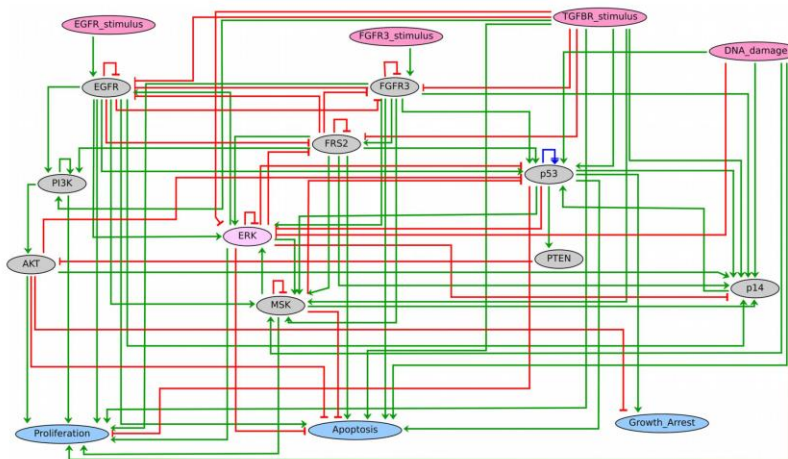 EGFR_stimulus
TGFBR_stimulus
FGFR3_stimulus
DNA_damage
EGFR
FGFR3
FRS2
p53
PI3K
ERK
PTEN
AKT
p14
MSK
Growth_Arrest
Proliferation
Apoptosis